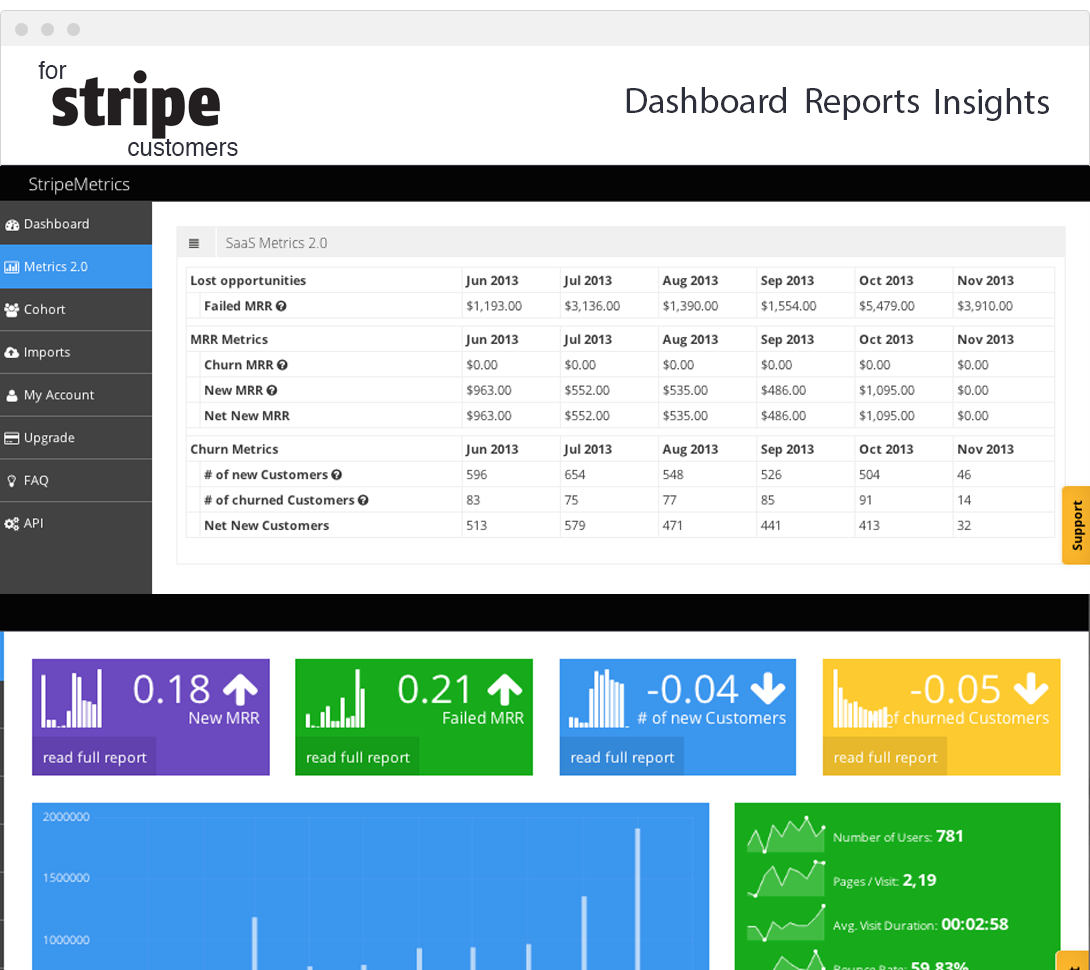 for
stripe
customers
Dashboard Reports Insights
StripeMetrics
Dashboard
Metrics 2.0
Cohort
Imports
My Account
Upgrade
FAQ
API
SaaS Metrics 2.0
Lost opportunities Jun 2013 Jul 2013 Aug 2013 Sep 2013 Oct 2013 Nov 2013
Failed MRR $1,193.00 $3,136.00 $1,390.00 $1,554.00 $5,479.00 $3,910.00
MRR Metrics Jun 2013 Jul 2013 Aug 2013 Sep 2013 Oct 2013 Nov 2013
Churn MRR $0.00 $0.00 $0.00 $0.00 $0.00 $0.00
New MRR $963.00 $552.00 $535.00 $486.00 $1,095.00 $0.00
Net New MRR $963.00 $552.00 $535.00 $486.00 $1,095.00 $0.00
Churn Metrics Jun 2013 Jul 2013 Aug 2013 Sep 2013 Oct 2013 Nov 2013
# of new Customers 596 654 548 526 504 46
# of churned Customers 83 75 77 85 91 14
Net New Customers 513 579 471 441 413 32
Support
0.18
New MRR
read full report
0.21
Failed MRR
read full report
-0.04
# of new Customers
read full report
-0.05
of churned Customers
read full report
2000000
1500000
1000000
Number of Users: 781
Pages / Visit: 2,19
Avg. Visit Duration: 00:02:58
Bounce Rate: 59,83%